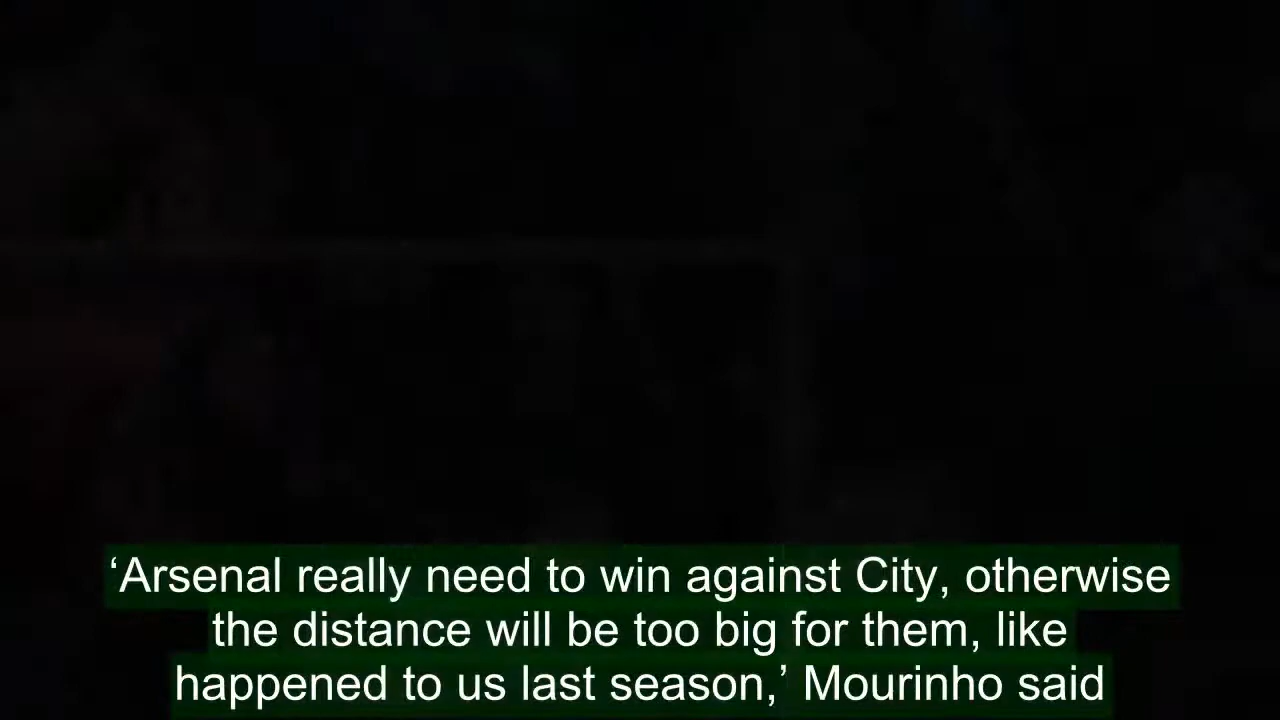 ‘Arsenal really need to win against City, otherwise
the distance will be too big for them, like
happened to us last season,’ Mourinho said